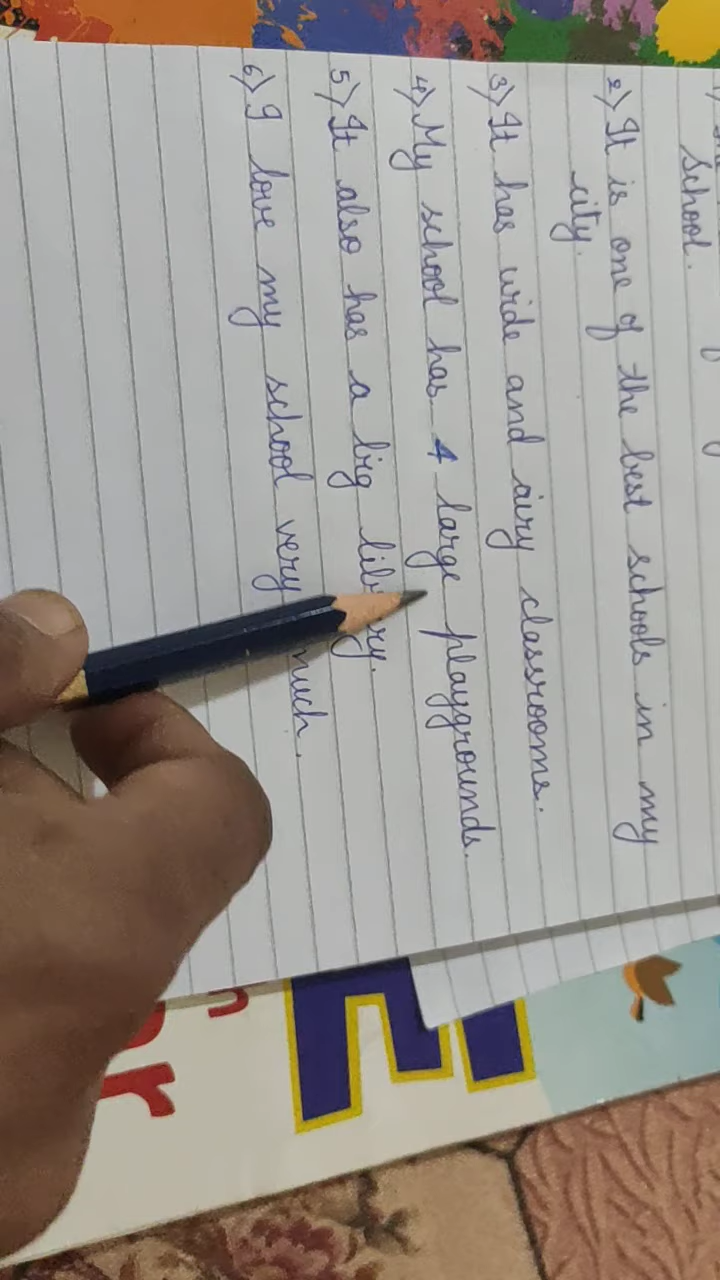 School.
2) It is one of the best schools in my
city.
3) It has wide and airy classrooms.
4) My school has 4 large playgrounds.
5) It also has a big
6) I love my school very much.